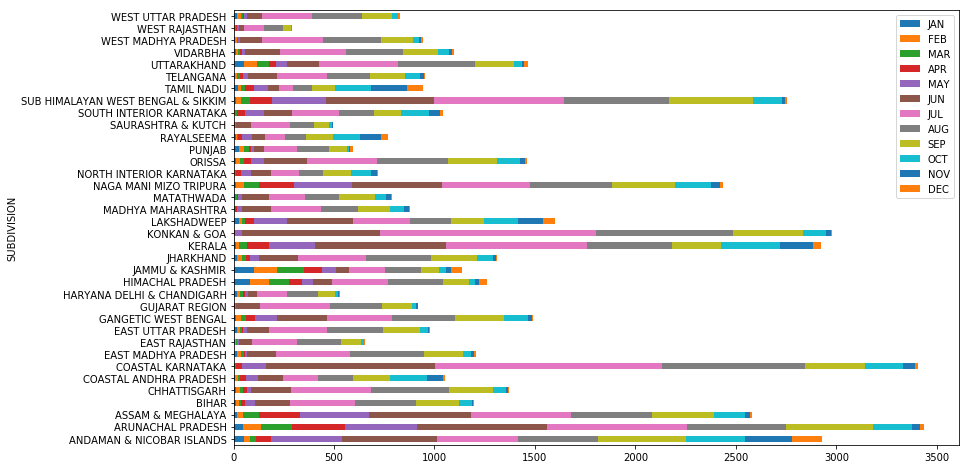 WEST UTTAR PRADESH
WEST RAJASTHAN
WEST MADHYA PRADESH
VIDARBHA
UTTARAKHAND
TELANGANA
TAMIL NADU
SUB HIMALAYAN WEST BENGAL & SIKKIM
SOUTH INTERIOR KARNATAKA
SAURASHTRA & KUTCH
RAYALSEEMA
PUNJAB
ORISSA
NORTH INTERIOR KARNATAKA
NAGA MANI MIZO TRIPURA
MATATHWADA
MADHYA MAHARASHTRA
LAKSHADWEEP
KONKAN & GOA
KERALA
JHARKHAND
JAMMU & KASHMIR
HIMACHAL PRADESH
HARYANA DELHI & CHANDIGARH
GUJARAT REGION
GANGETIC WEST BENGAL
EAST UTTAR PRADESH
EAST RAJASTHAN
EAST MADHYA PRADESH
COASTAL KARNATAKA
COASTAL ANDHRA PRADESH
CHHATTISGARH
BIHAR
ASSAM & MEGHALAYA
ARUNACHAL PRADESH
ANDAMAN & NICOBAR ISLANDS
SUBDIVISION
0 500 1000 1500 2000 2500 3000 3500
JAN
FEB
MAR
APR
MAY
JUN
JUL
AUG
SEP
OCT
NOV
DEC